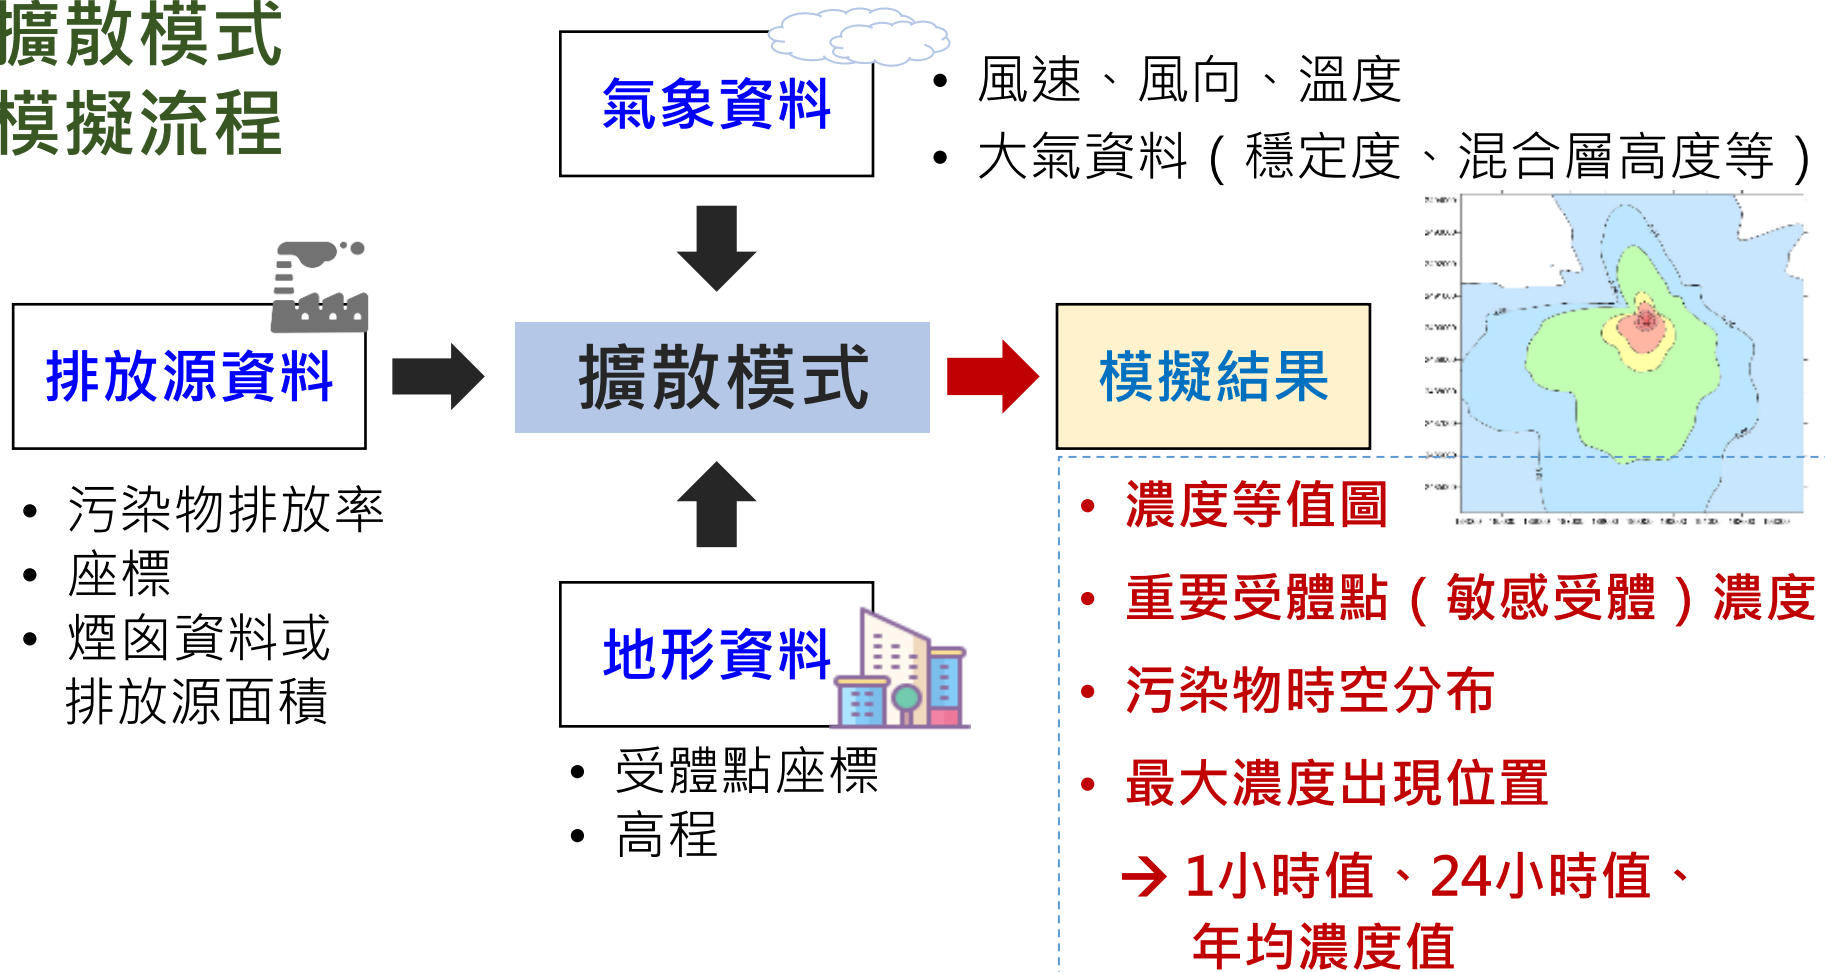 擴散模式
模擬流程
氣象資料
• 風速、風向、溫度
• 大氣資料（穩定度、混合層高度等）
排放源資料
• 污染物排放率
• 座標
• 煙囪資料或
排放源面積
擴散模式
地形資料
• 受體點座標
• 高程
模擬結果
• 濃度等值圖
• 重要受體點（敏感受體）濃度
• 污染物時空分布
• 最大濃度出現位置
→ 1小時值、24小時值、
年均濃度值